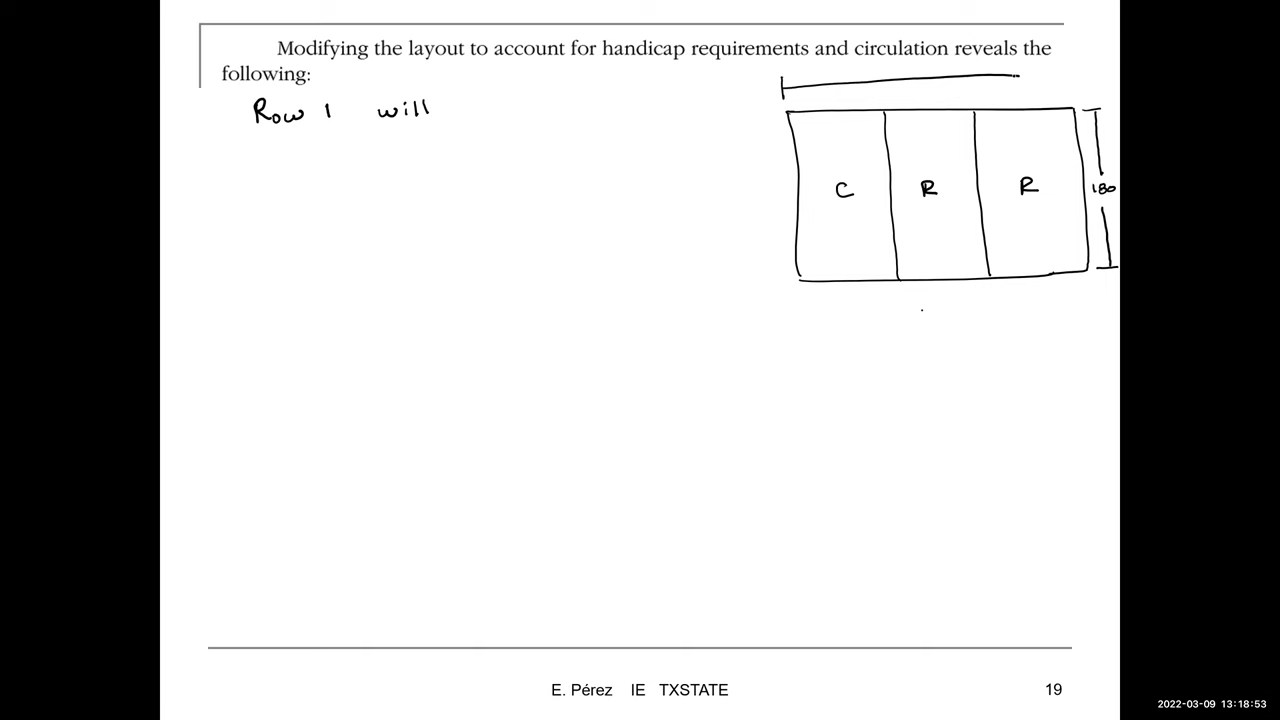 Modifying the layout to account for handicap requirements and circulation reveals the
following:
Row 1 will
C R R
180
E. Pérez IE TXSTATE
19
2022-03-09 13:18:53